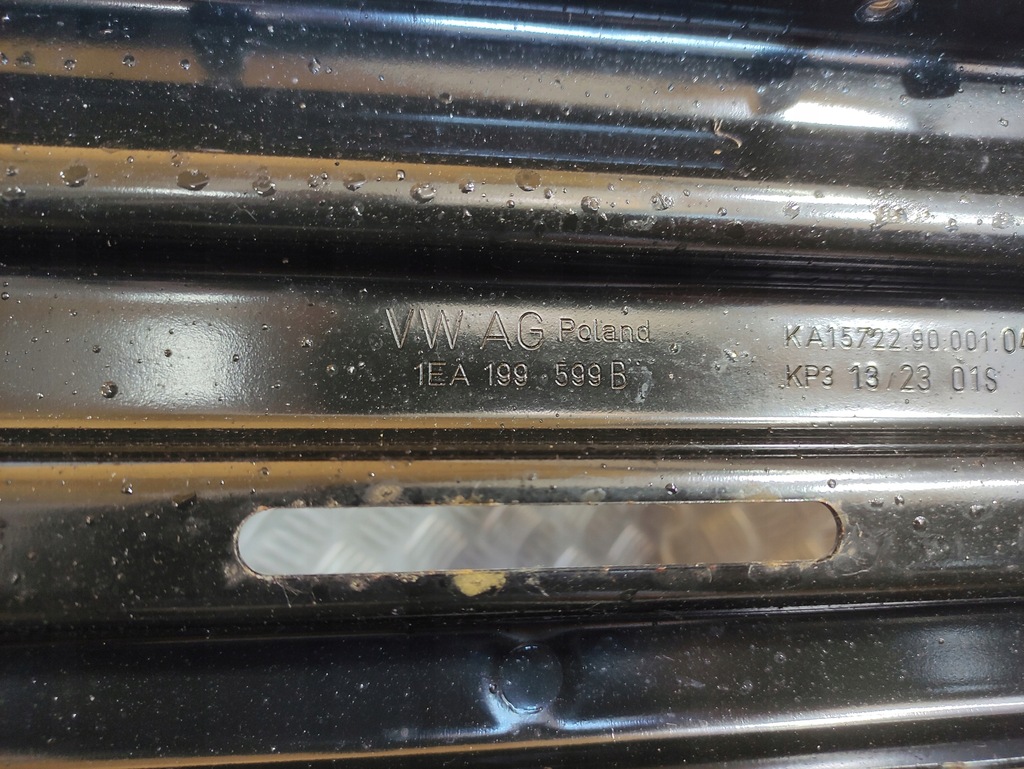 VW AG Poland
1EA 199 599 B
KA15722.90.001.04
KP3 13/23 01S